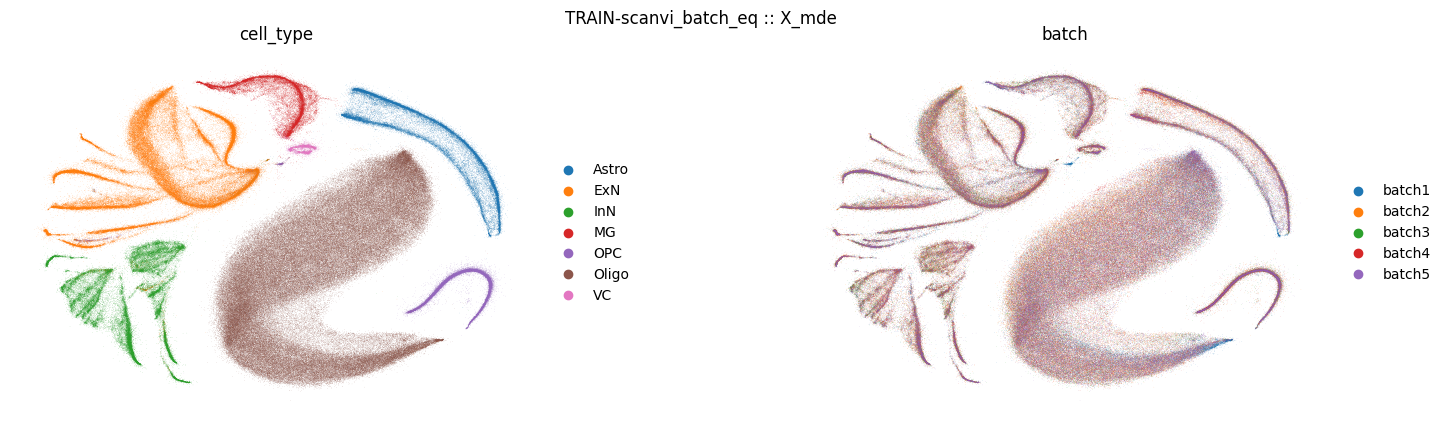 TRAIN-scanvi_batch_eq :: X_mde
cell_type
batch
Astro
ExN
InN
MG
OPC
Oligo
VC
batch1
batch2
batch3
batch4
batch5